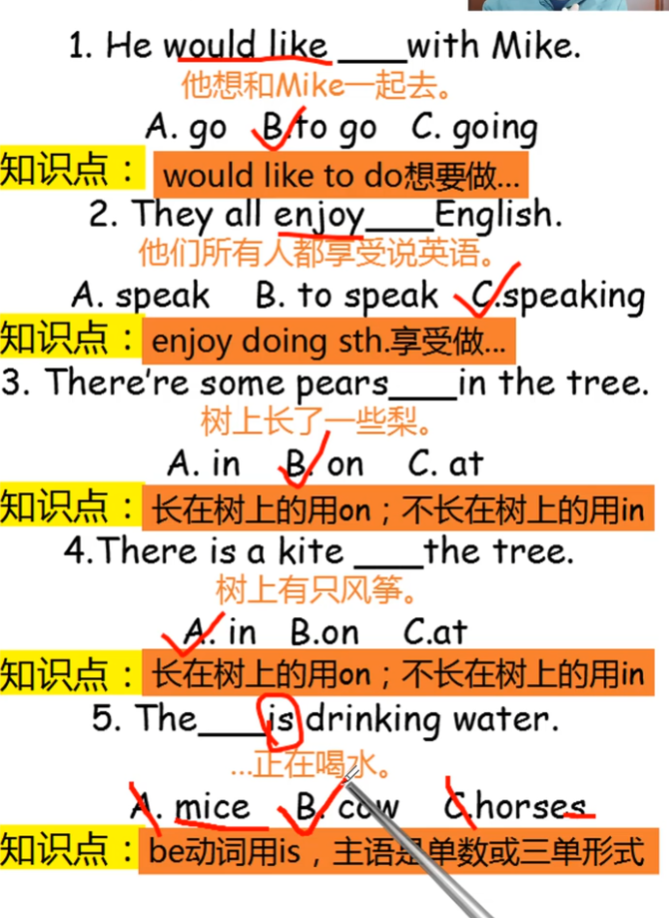 1. He would like ____with Mike.
他想和Mike一起去。
A. go B.to go C. going
知识点： would like to do想要做...
2. They all enjoy____English.
他们所有人都享受说英语。
A. speak B. to speak C.speaking
知识点： enjoy doing sth.享受做...
3. There're some pears____in the tree.
树上长了一些梨。
A. in B. on C. at
知识点： 长在树上的用on；不长在树上的用in
4.There is a kite ____the tree.
树上有只风筝。
A. in B.on C.at
知识点： 长在树上的用on；不长在树上的用in
5. The____is drinking water.
...正在喝水。
A. mice B. cow C.horses
知识点： be动词用is，主语是单数或三单形式